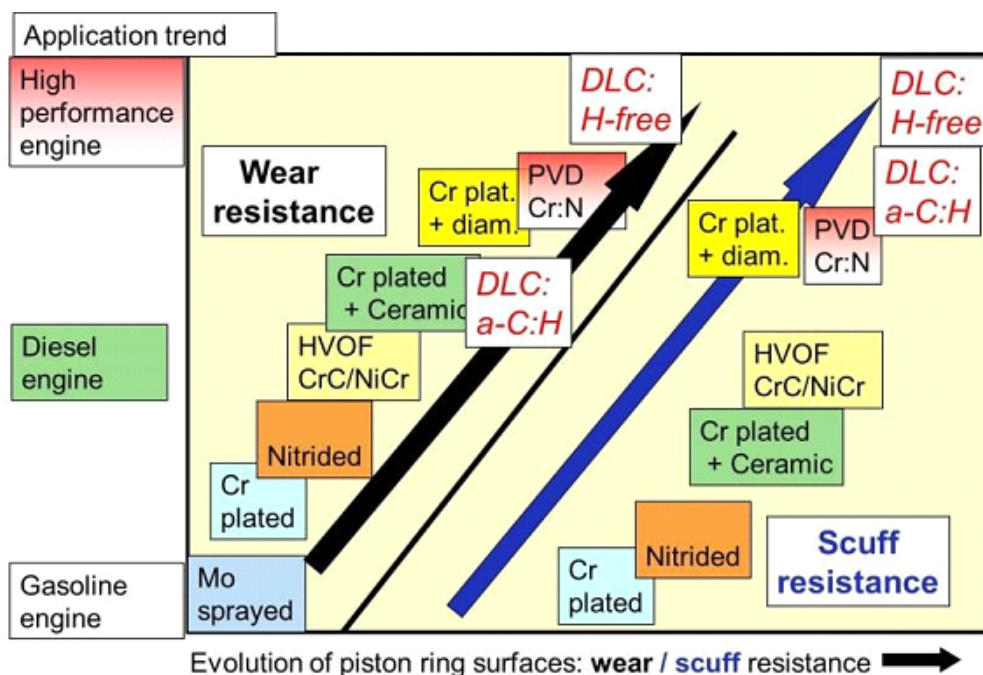 Application trend
High
performance
engine
Diesel
engine
Gasoline
engine
Wear
resistance
DLC:
H-free
PVD
Cr:N
Cr plat.
+ diam.
Cr plated
+ Ceramic
DLC:
a-C:H
HVOF
CrC/NiCr
Nitrided
Cr
plated
Mo
sprayed
DLC:
H-free
DLC:
a-C:H
Cr plat.
+ diam.
PVD
Cr:N
HVOF
CrC/NiCr
Cr plated
+ Ceramic
Nitrided
Cr
plated
Scuff
resistance
Evolution of piston ring surfaces: wear / scuff resistance